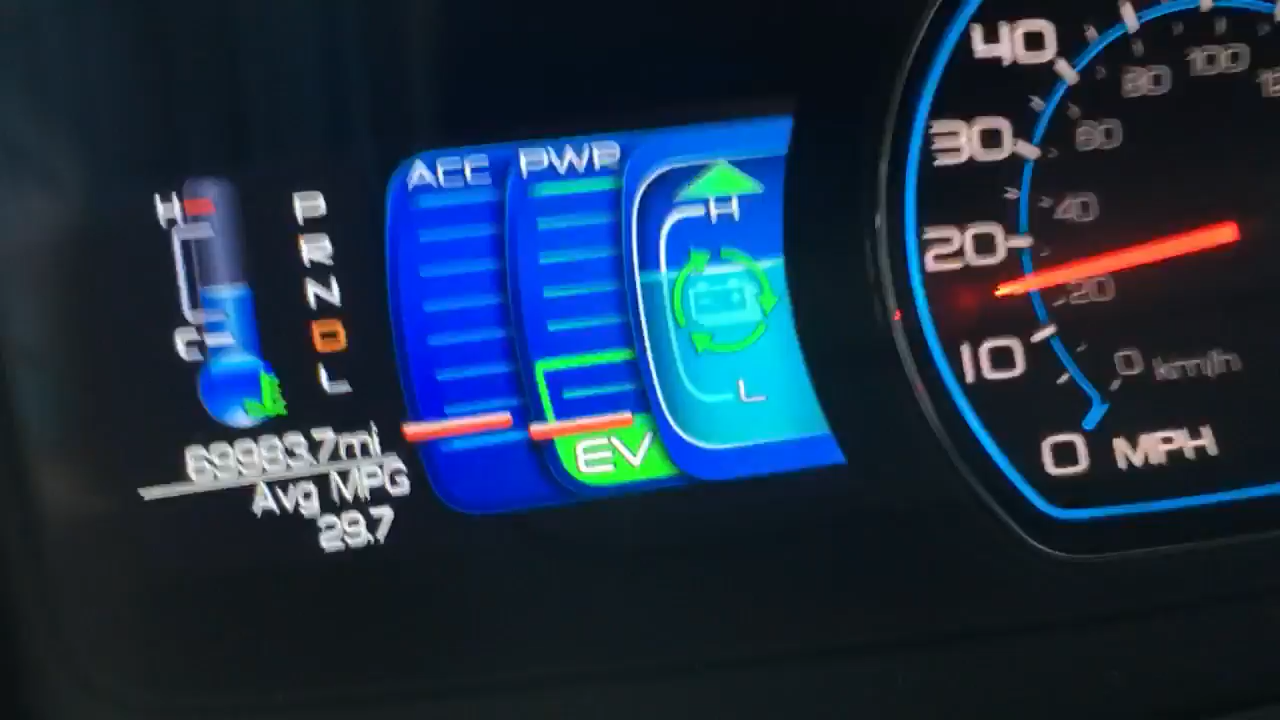 H
C
P
R
N
D
L
69983.7mi
Avg MPG
29.7
ACC
PWR
H
L
EV
40
30
20
10
0 MPH
100
80
60
40
20
0 km/h